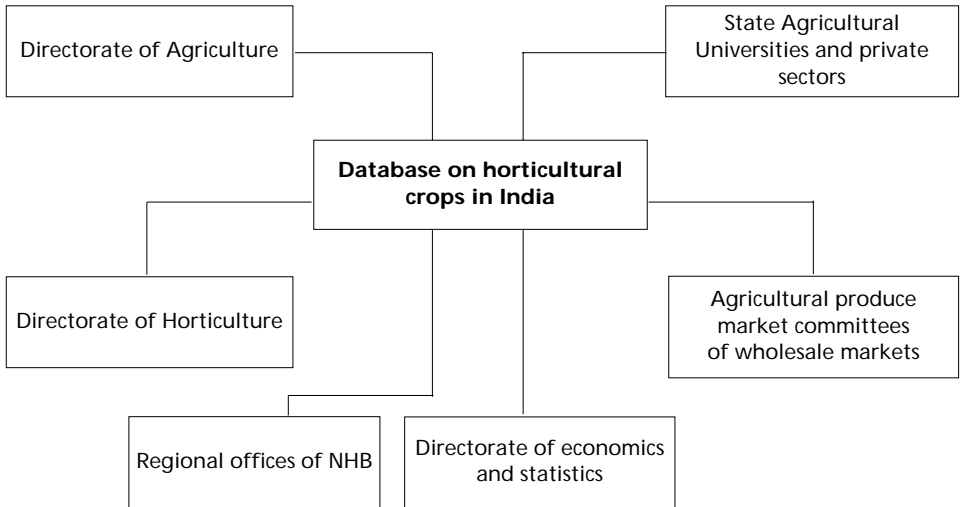 Directorate of Agriculture
State Agricultural
Universities and private
sectors
Database on horticultural
crops in India
Directorate of Horticulture
Agricultural produce
market committees
of wholesale markets
Regional offices of NHB
Directorate of economics
and statistics